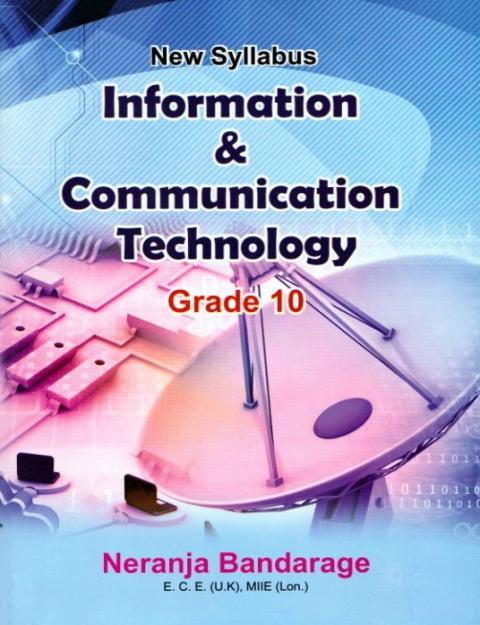 New Syllabus
Information
&
Communication
Technology
Grade 10
Neranja Bandarage
E. C. E. (U.K), MIIE (Lon.)